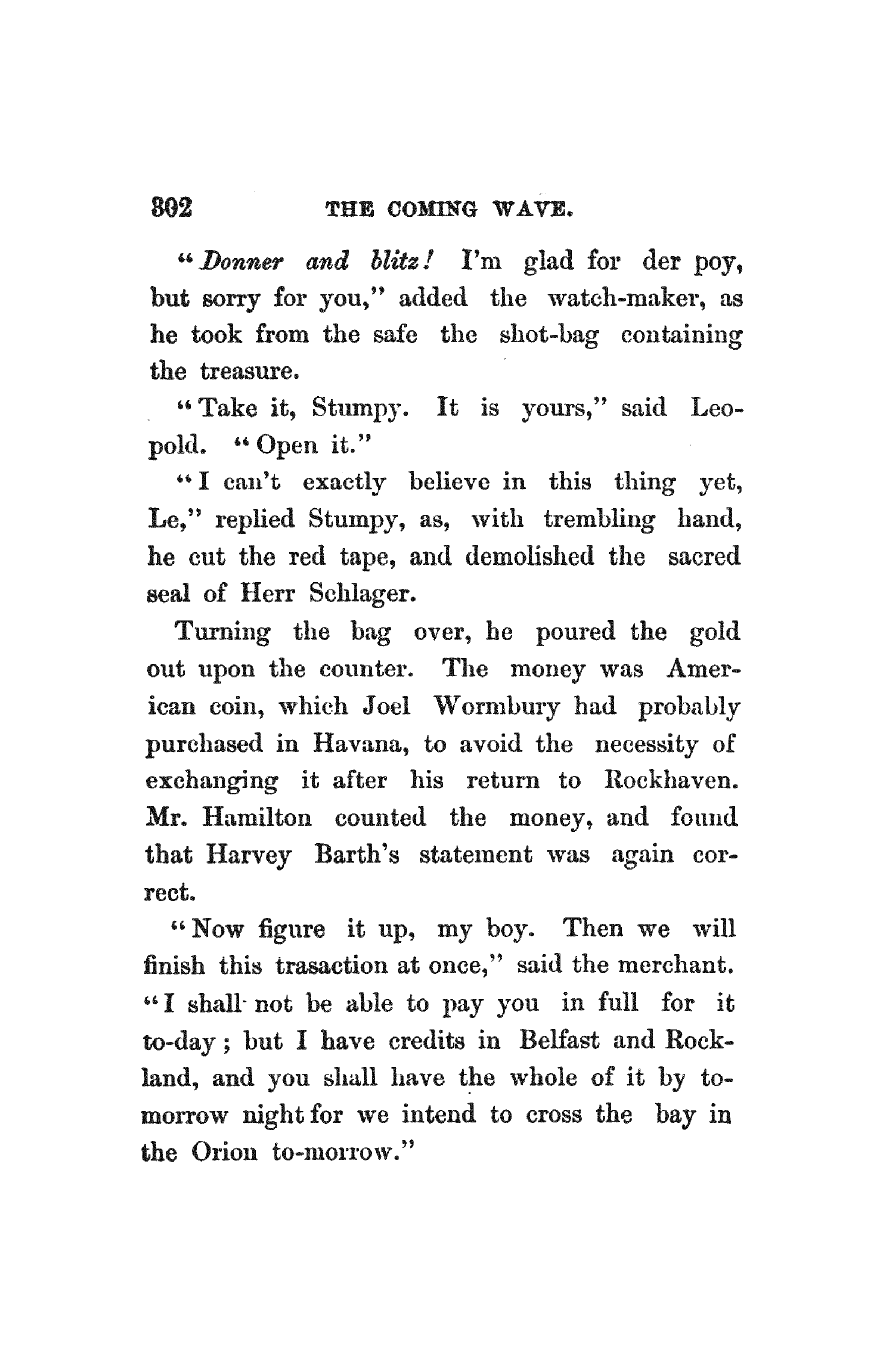 302 THE COMING WAVE.
"Donner and blitz! I'm glad for der poy,
but sorry for you," added the watch-maker, as
he took from the safe the shot-bag containing
the treasure.
"Take it, Stumpy. It is yours," said Leo-
pold. "Open it."
"I can't exactly believe in this thing yet,
Le," replied Stumpy, as, with trembling hand,
he cut the red tape, and demolished the sacred
seal of Herr Schlager.
Turning the bag over, he poured the gold
out upon the counter. The money was Amer-
ican coin, which Joel Wormbury had probably
purchased in Havana, to avoid the necessity of
exchanging it after his return to Rockhaven.
Mr. Hamilton counted the money, and found
that Harvey Barth's statement was again cor-
rect.
"Now figure it up, my boy. Then we will
finish this trasaction at once," said the merchant.
"I shall not be able to pay you in full for it
to-day; but I have credits in Belfast and Rock-
land, and you shall have the whole of it by to-
morrow night for we intend to cross the bay in
the Orion to-morrow."